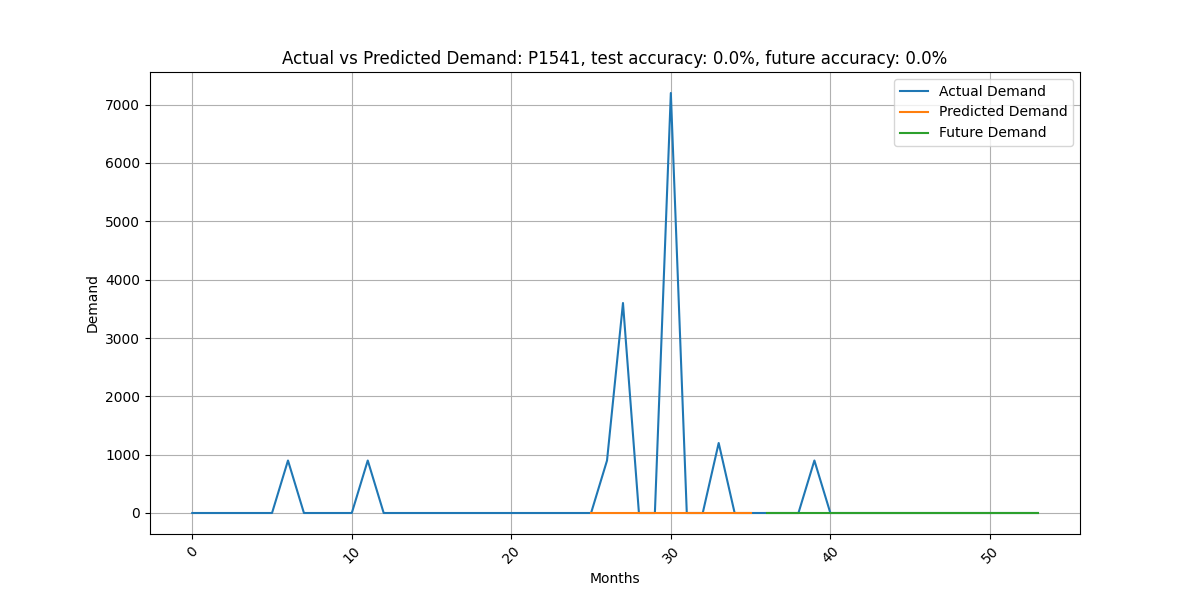 Actual vs Predicted Demand: P1541, test accuracy: 0.0%, future accuracy: 0.0%
Actual Demand
Predicted Demand
Future Demand
7000
6000
5000
4000
3000
2000
1000
0
Demand
0 10 20 30 40 50
Months